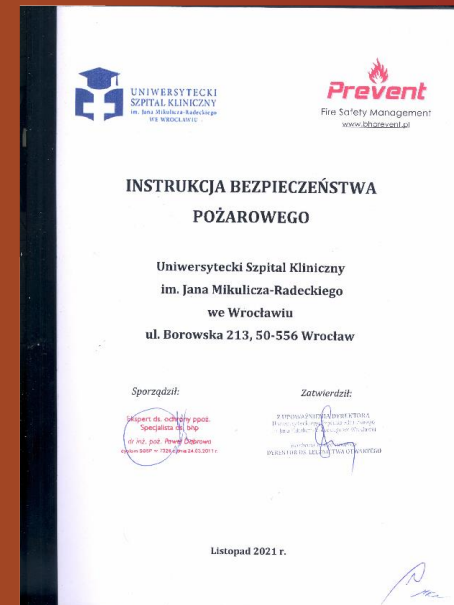 UNIWERSYTECKI
SZPITAL KLINICZNY
im. Jana Mikulicza-Radeckiego
WE WROCŁAWIU
Prevent
Fire Safety Management
www.bhprevent.pl
INSTRUKCJA BEZPIECZEŃSTWA
POŻAROWEGO
Uniwersytecki Szpital Kliniczny
im. Jana Mikulicza-Radeckiego
we Wrocławiu
ul. Borowska 213, 50-556 Wrocław
Sporządził:
Zatwierdził:
Ekspert ds. ochrony ppoż.
Specjalista ds. bhp
dr inż. poż. Paweł Dąbrowa
Z UPOWAŻNIENIA DYREKTORA
Listopad 2021 r.